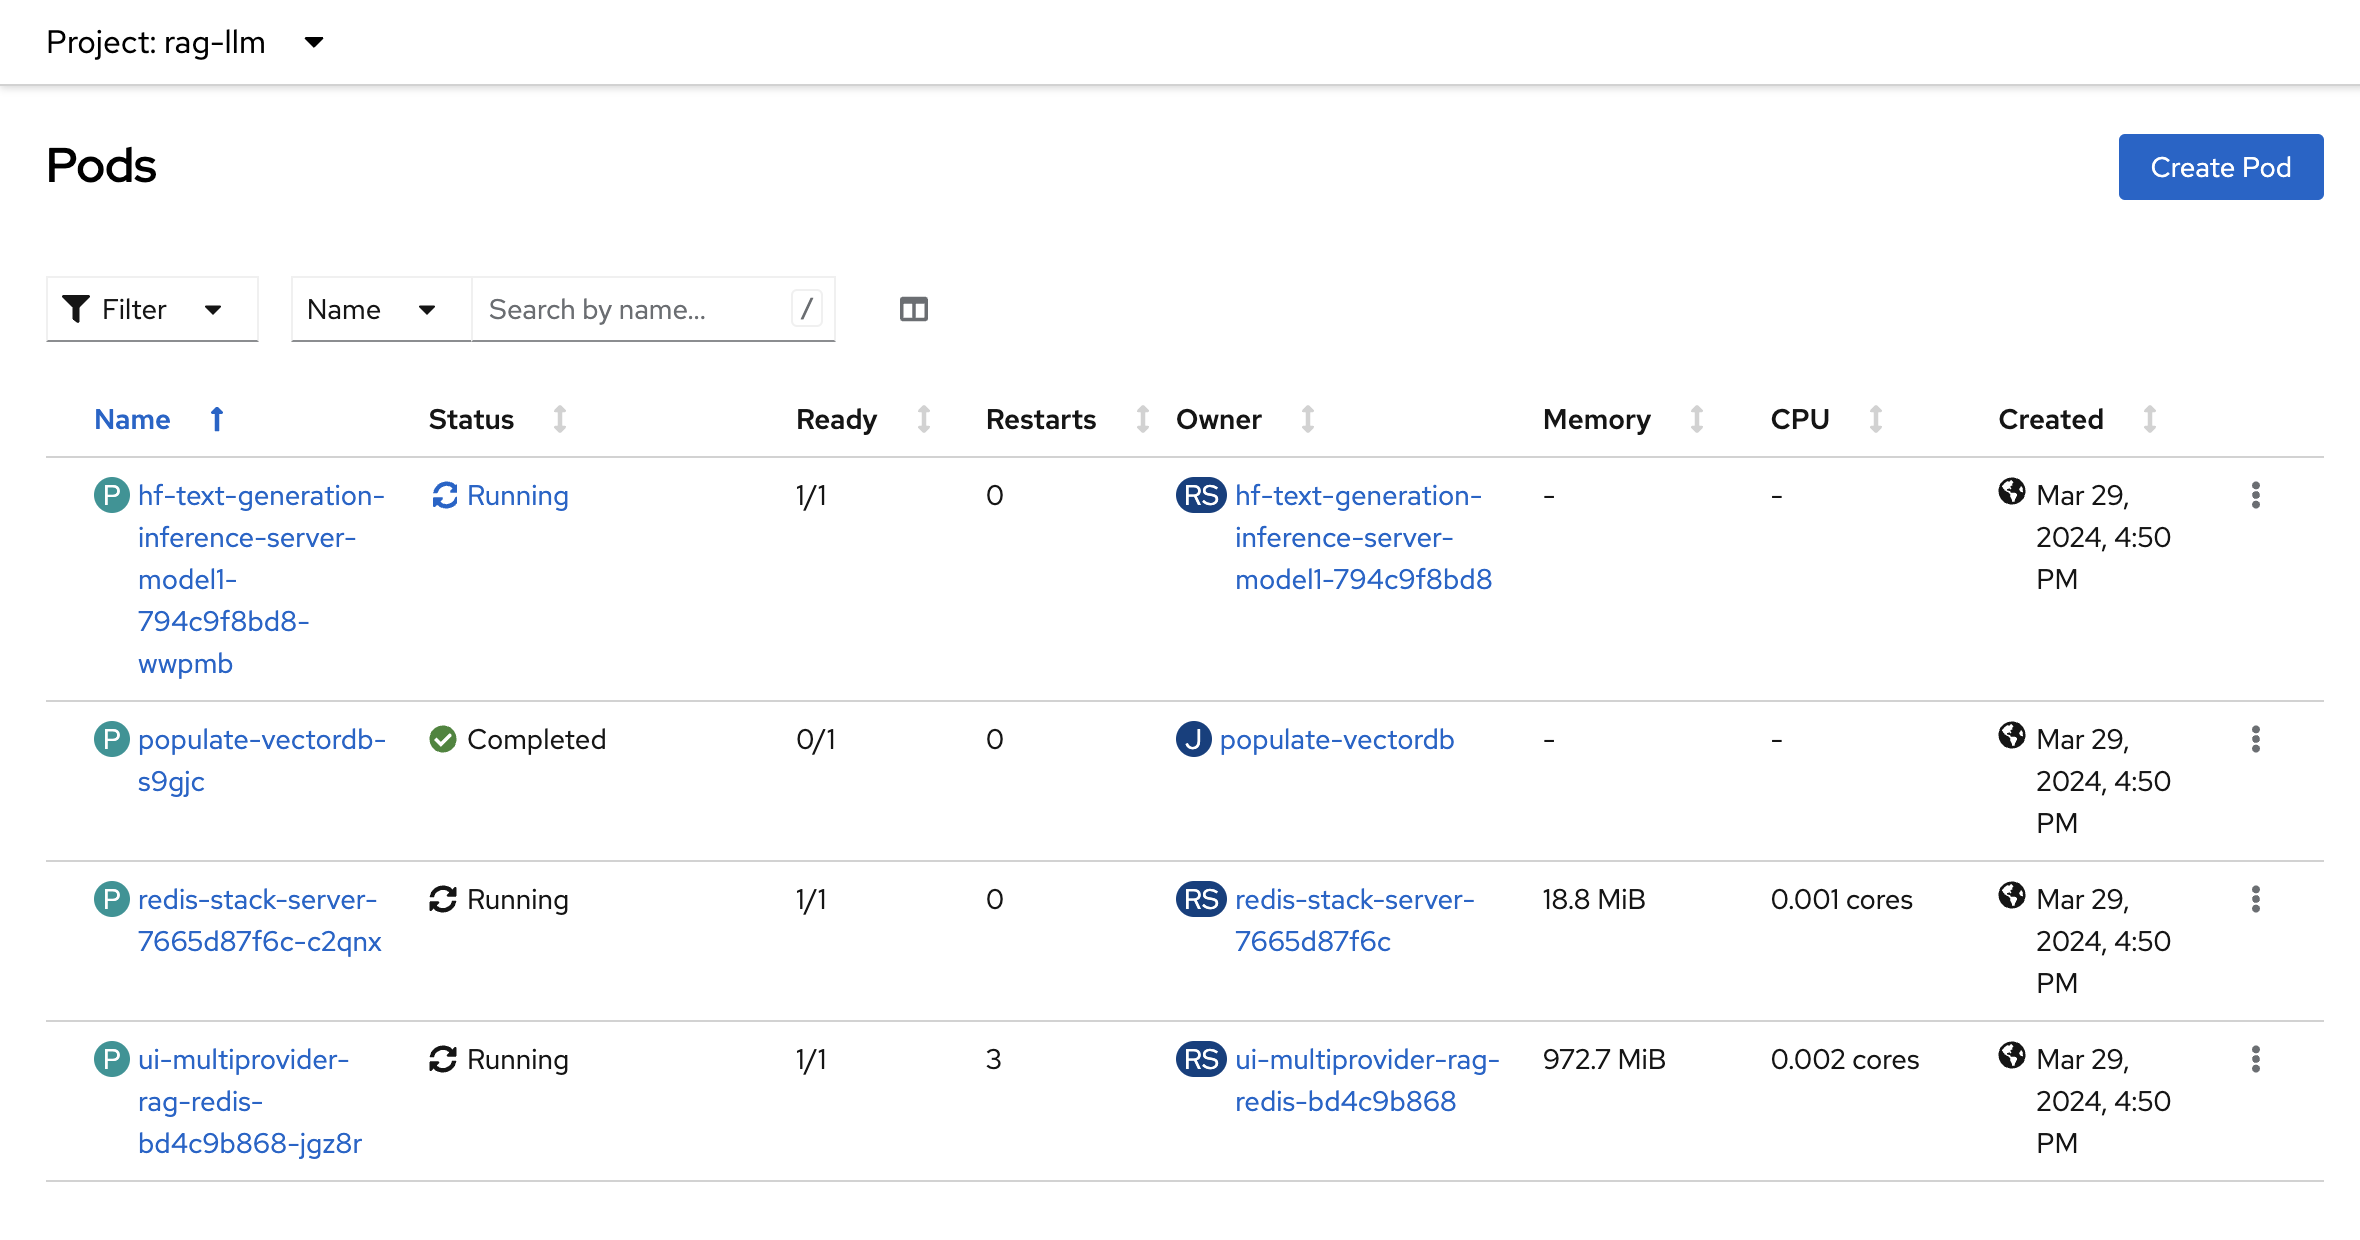 Project: rag-llm
Pods
Create Pod
Filter
Name
Search by name...
/
Name Status Ready Restarts Owner Memory CPU Created
P hf-text-generation- Running 1/1 0 RS hf-text-generation- - - Mar 29,
inference-server- inference-server- 2024, 4:50
model1- model1-794c9f8bd8 PM
794c9f8bd8-
wwpmb
P populate-vectordb- Completed 0/1 0 J populate-vectordb - - Mar 29,
s9gjc 2024, 4:50
PM
P redis-stack-server- Running 1/1 0 RS redis-stack-server- 18.8 MiB 0.001 cores Mar 29,
7665d87f6c-c2qnx 7665d87f6c 2024, 4:50
PM
P ui-multiprovider- Running 1/1 3 RS ui-multiprovider-rag- 972.7 MiB 0.002 cores Mar 29,
rag-redis- redis-bd4c9b868 2024, 4:50
bd4c9b868-jgz8r PM